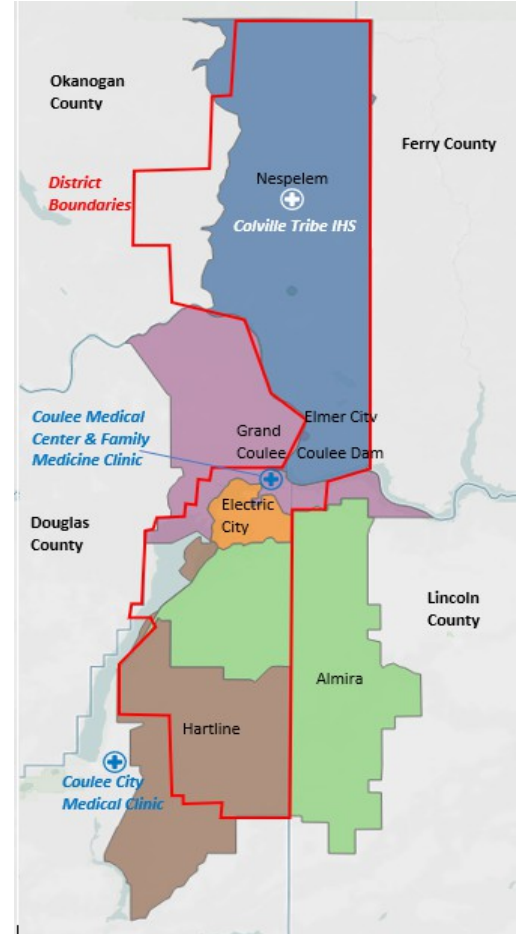 Okanogan
County
Ferry County
District
Boundaries
Nespelem
Colville Tribe IHS
Coulee Medical
Center & Family
Medicine Clinic
Grand
Coulee
Elmer City
Coulee Dam
Electric
City
Douglas
County
Lincoln
County
Almira
Hartline
Coulee City
Medical Clinic